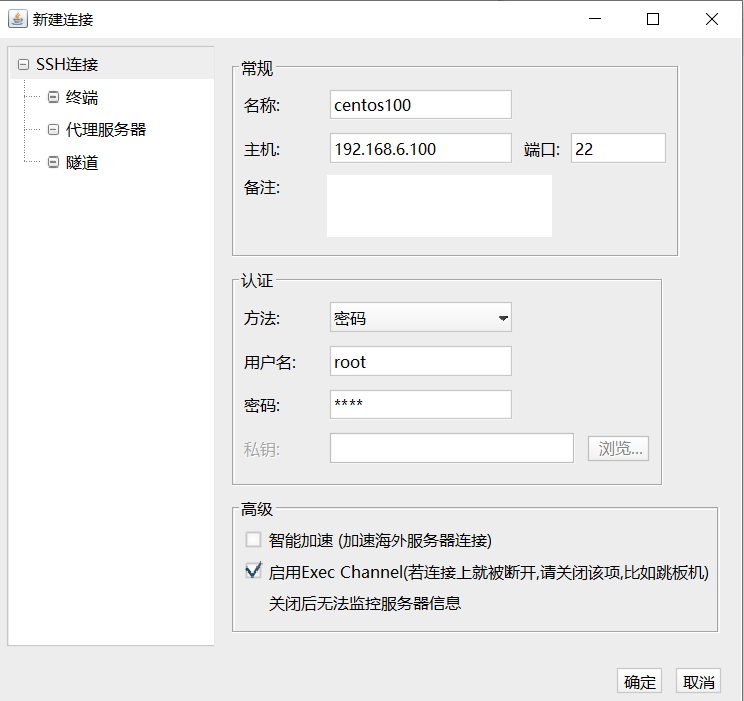 新建连接
SSH连接
终端
代理服务器
隧道
常规
名称: centos100
主机: 192.168.6.100 端口: 22
备注:
认证
方法: 密码
用户名: root
密码: ****
私钥: 浏览...
高级
智能加速 (加速海外服务器连接)
启用Exec Channel(若连接上就被断开,请关闭该项,比如跳板机)
关闭后无法监控服务器信息
确定 取消